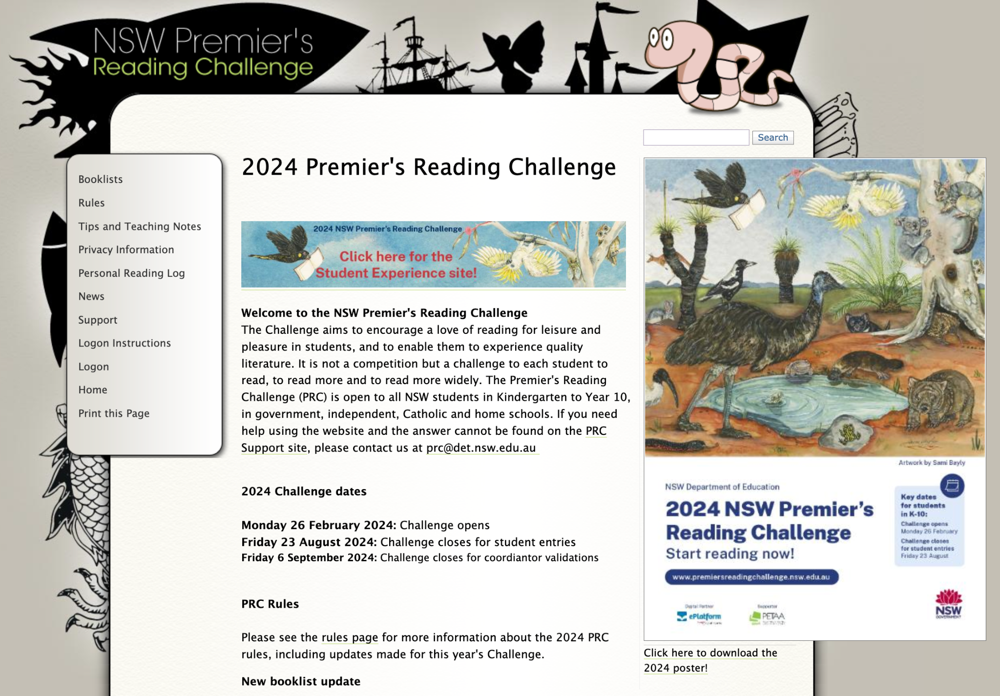 NSW Premier's
Reading Challenge
Search
Booklists
Rules
Tips and Teaching Notes
Privacy Information
Personal Reading Log
News
Support
Logon Instructions
Logon
Home
Print this Page
2024 Premier's Reading Challenge
2024 NSW Premier's Reading Challenge
Click here for the
Student Experience site!
Welcome to the NSW Premier's Reading Challenge
The Challenge aims to encourage a love of reading for leisure and
pleasure in students, and to enable them to experience quality
literature. It is not a competition but a challenge to each student to
read, to read more and to read more widely. The Premier's Reading
Challenge (PRC) is open to all NSW students in Kindergarten to Year 10,
in government, independent, Catholic and home schools. If you need
help using the website and the answer cannot be found on the PRC
Support site, please contact us at prc@det.nsw.edu.au
2024 Challenge dates
Monday 26 February 2024: Challenge opens
Friday 23 August 2024: Challenge closes for student entries
Friday 6 September 2024: Challenge closes for coordiantor validations
PRC Rules
Please see the rules page for more information about the 2024 PRC
rules, including updates made for this year's Challenge.
New booklist update
Artwork by Sami Bayly
NSW Department of Education
2024 NSW Premier's
Reading Challenge
Start reading now!
www.premiersreadingchallenge.nsw.edu.au
Key dates
for students
in K-10:
Challenge opens
Monday 26 February
Challenge closes
for student entries
Friday 23 August
Digital Partner
ePlatform
Supporter
PETAA
NSW
GOVERNMENT
Click here to download the
2024 poster!